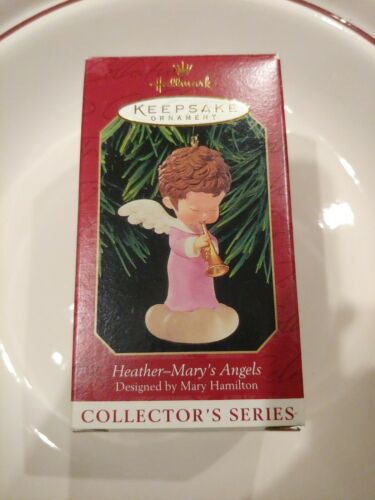 Hallmark
KEEPSAKE
ORNAMENT
Heather–Mary's Angels
Designed by Mary Hamilton
COLLECTOR'S SERIES